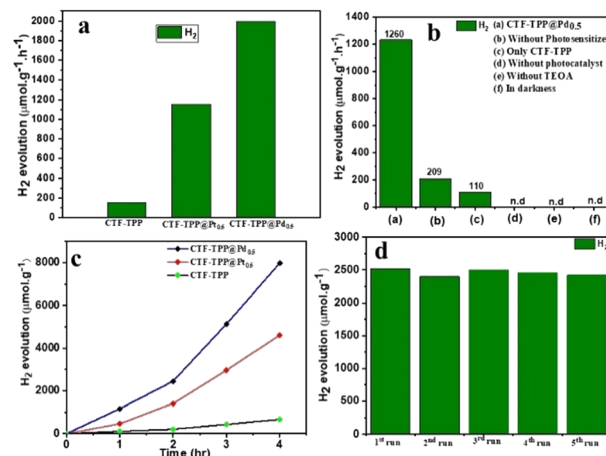 a
H2
H2 evolution (μmol.g-1.h-1)
2000
1800
1600
1400
1200
1000
800
600
400
200
0
CTF-TPP
CTF-TPP@Pt0.5
CTF-TPP@Pd0.5
b
H2
(a) CTF-TPP@Pd0.5
(b) Without Photosensitize
(c) Only CTF-TPP
(d) Without photocatalyst
(e) Without TEOA
(f) In darkness
H2 evolution (μmol.g-1.h-1)
1400
1200
1000
800
600
400
200
0
1260
209
110
n.d
n.d
n.d
(a)
(b)
(c)
(d)
(e)
(f)
c
CTF-TPP@Pd0.5
CTF-TPP@Pt0.5
CTF-TPP
H2 evolution (μmol.g-1)
8000
6000
4000
2000
0
0
1
2
3
4
Time (hr)
d
H2
H2 evolution (μmol.g-1)
3000
2500
2000
1500
1000
500
0
1st run
2nd run
3rd run
4th run
5th run